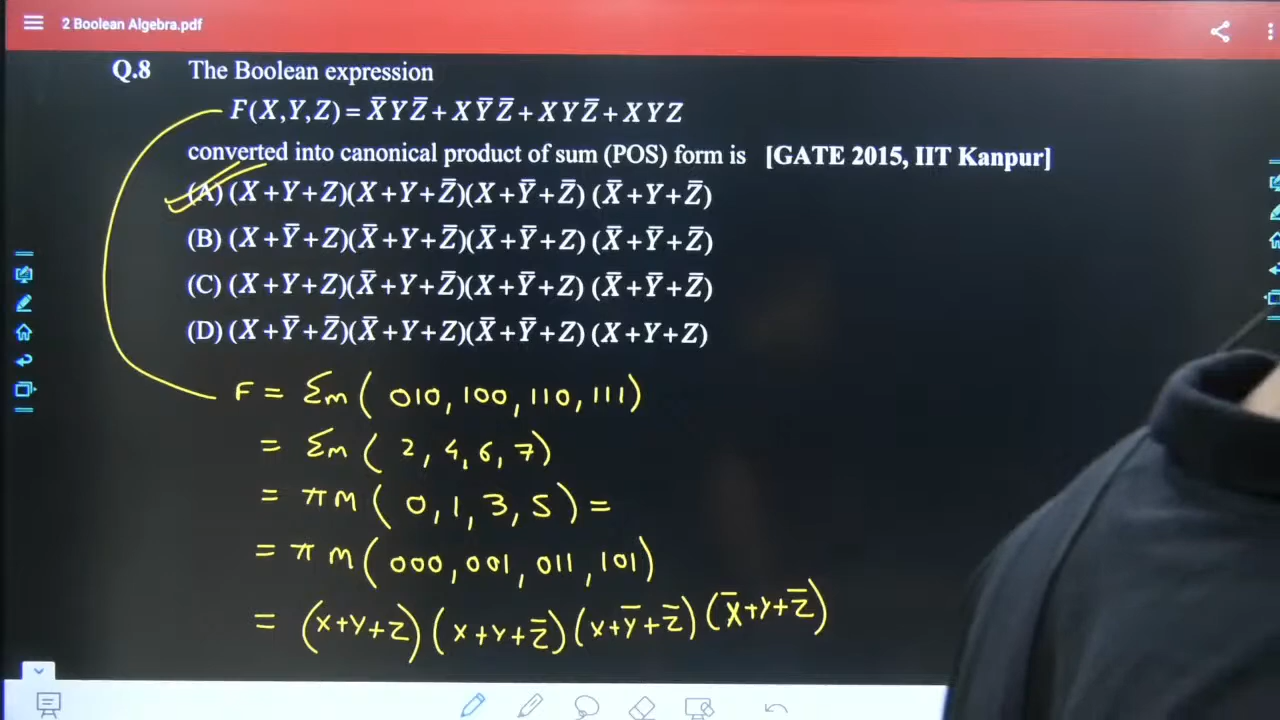 2 Boolean Algebra.pdf
Q.8 The Boolean expression
F(X,Y,Z) = X̄YZ̄ + XȲZ̄ + XYZ̄ + XYZ
converted into canonical product of sum (POS) form is [GATE 2015, IIT Kanpur]
(A) (X+Y+Z)(X+Y+Z̄)(X+Ȳ+Z̄) (X̄+Y+Z̄)
(B) (X+Ȳ+Z)(X̄+Y+Z̄)(X̄+Ȳ+Z) (X̄+Ȳ+Z̄)
(C) (X+Y+Z)(X̄+Y+Z̄)(X+Ȳ+Z) (X̄+Ȳ+Z̄)
(D) (X+Ȳ+Z̄)(X̄+Y+Z)(X̄+Ȳ+Z) (X+Y+Z)
F = Σm ( 010, 100, 110, 111)
= Σm ( 2, 4, 6, 7)
= πM ( 0, 1, 3, 5) =
= πM ( 000, 001, 011, 101)
= (X+Y+Z) (X+Y+Z̄) (X+Ȳ+Z̄) (X̄+Y+Z̄)